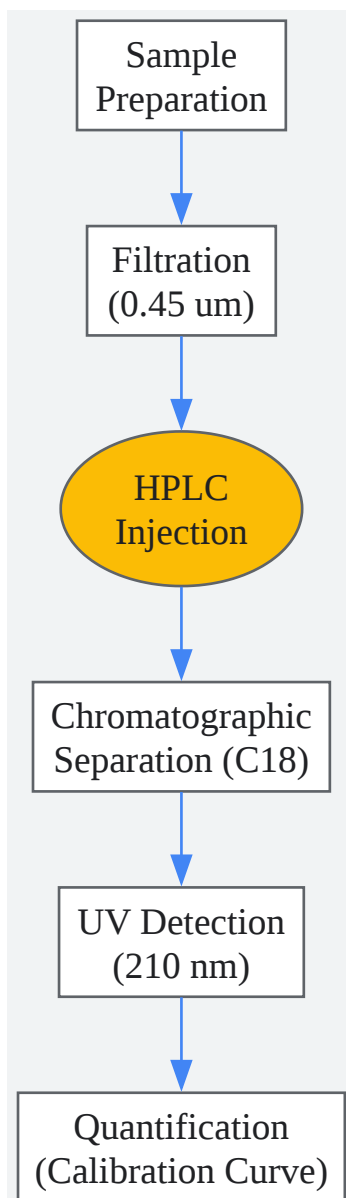 Sample
Preparation
Filtration
(0.45 um)
HPLC
Injection
Chromatographic
Separation (C18)
UV Detection
(210 nm)
Quantification
(Calibration Curve)